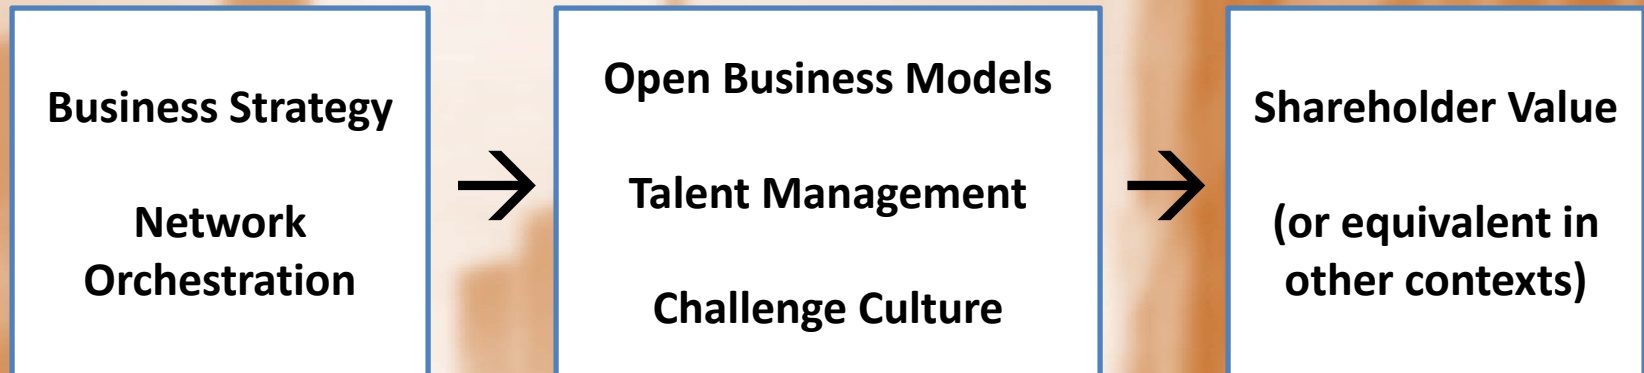 Business Strategy
Network
Orchestration
→
Open Business Models
Talent Management
Challenge Culture
→
Shareholder Value
(or equivalent in
other contexts)